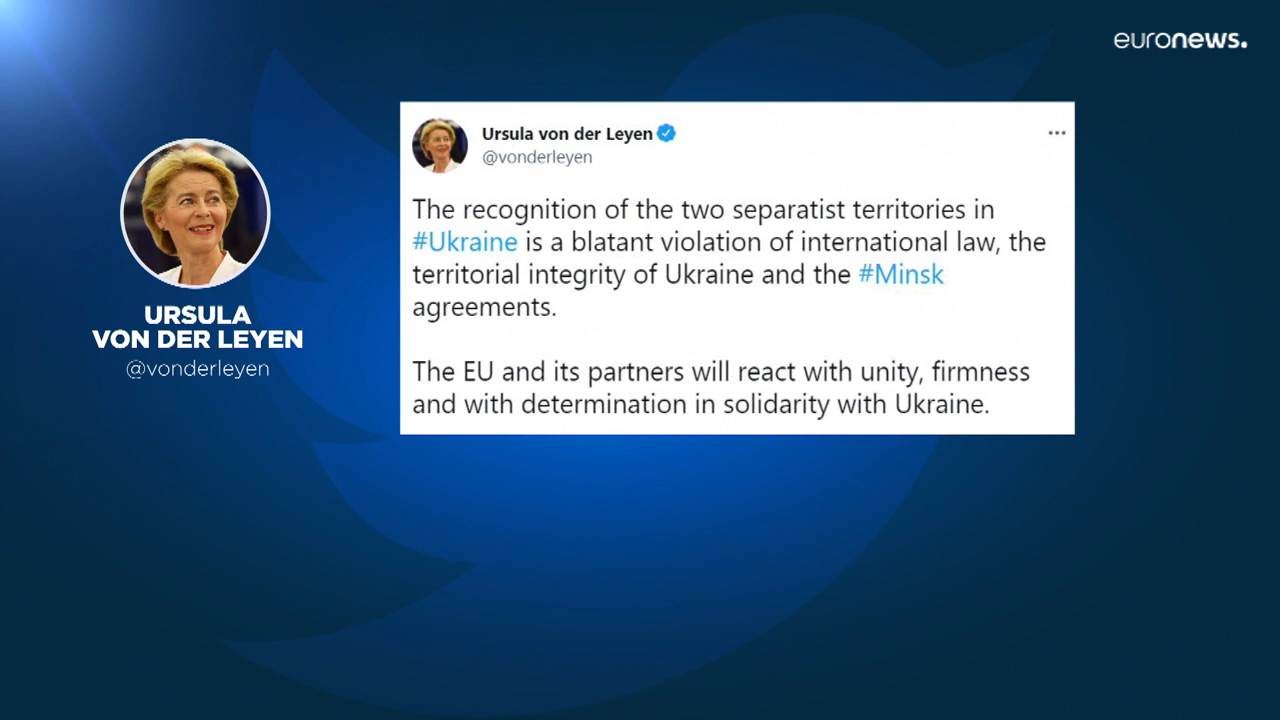 euronews.
Ursula von der Leyen
@vonderleyen
The recognition of the two separatist territories in
#Ukraine is a blatant violation of international law, the
territorial integrity of Ukraine and the #Minsk
agreements.
The EU and its partners will react with unity, firmness
and with determination in solidarity with Ukraine.
URSULA
VON DER LEYEN
@vonderleyen